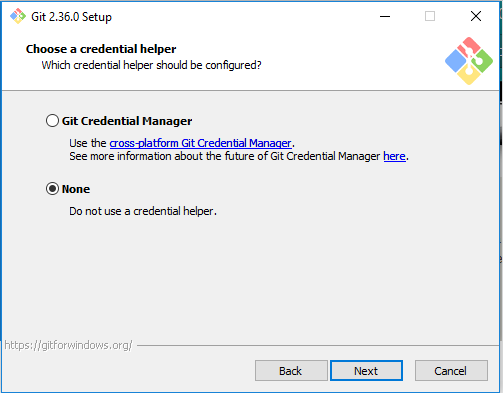 Git 2.36.0 Setup
Choose a credential helper
Which credential helper should be configured?
Git Credential Manager
Use the cross-platform Git Credential Manager.
See more information about the future of Git Credential Manager here.
None
Do not use a credential helper.
https://gitforwindows.org/
Back
Next
Cancel